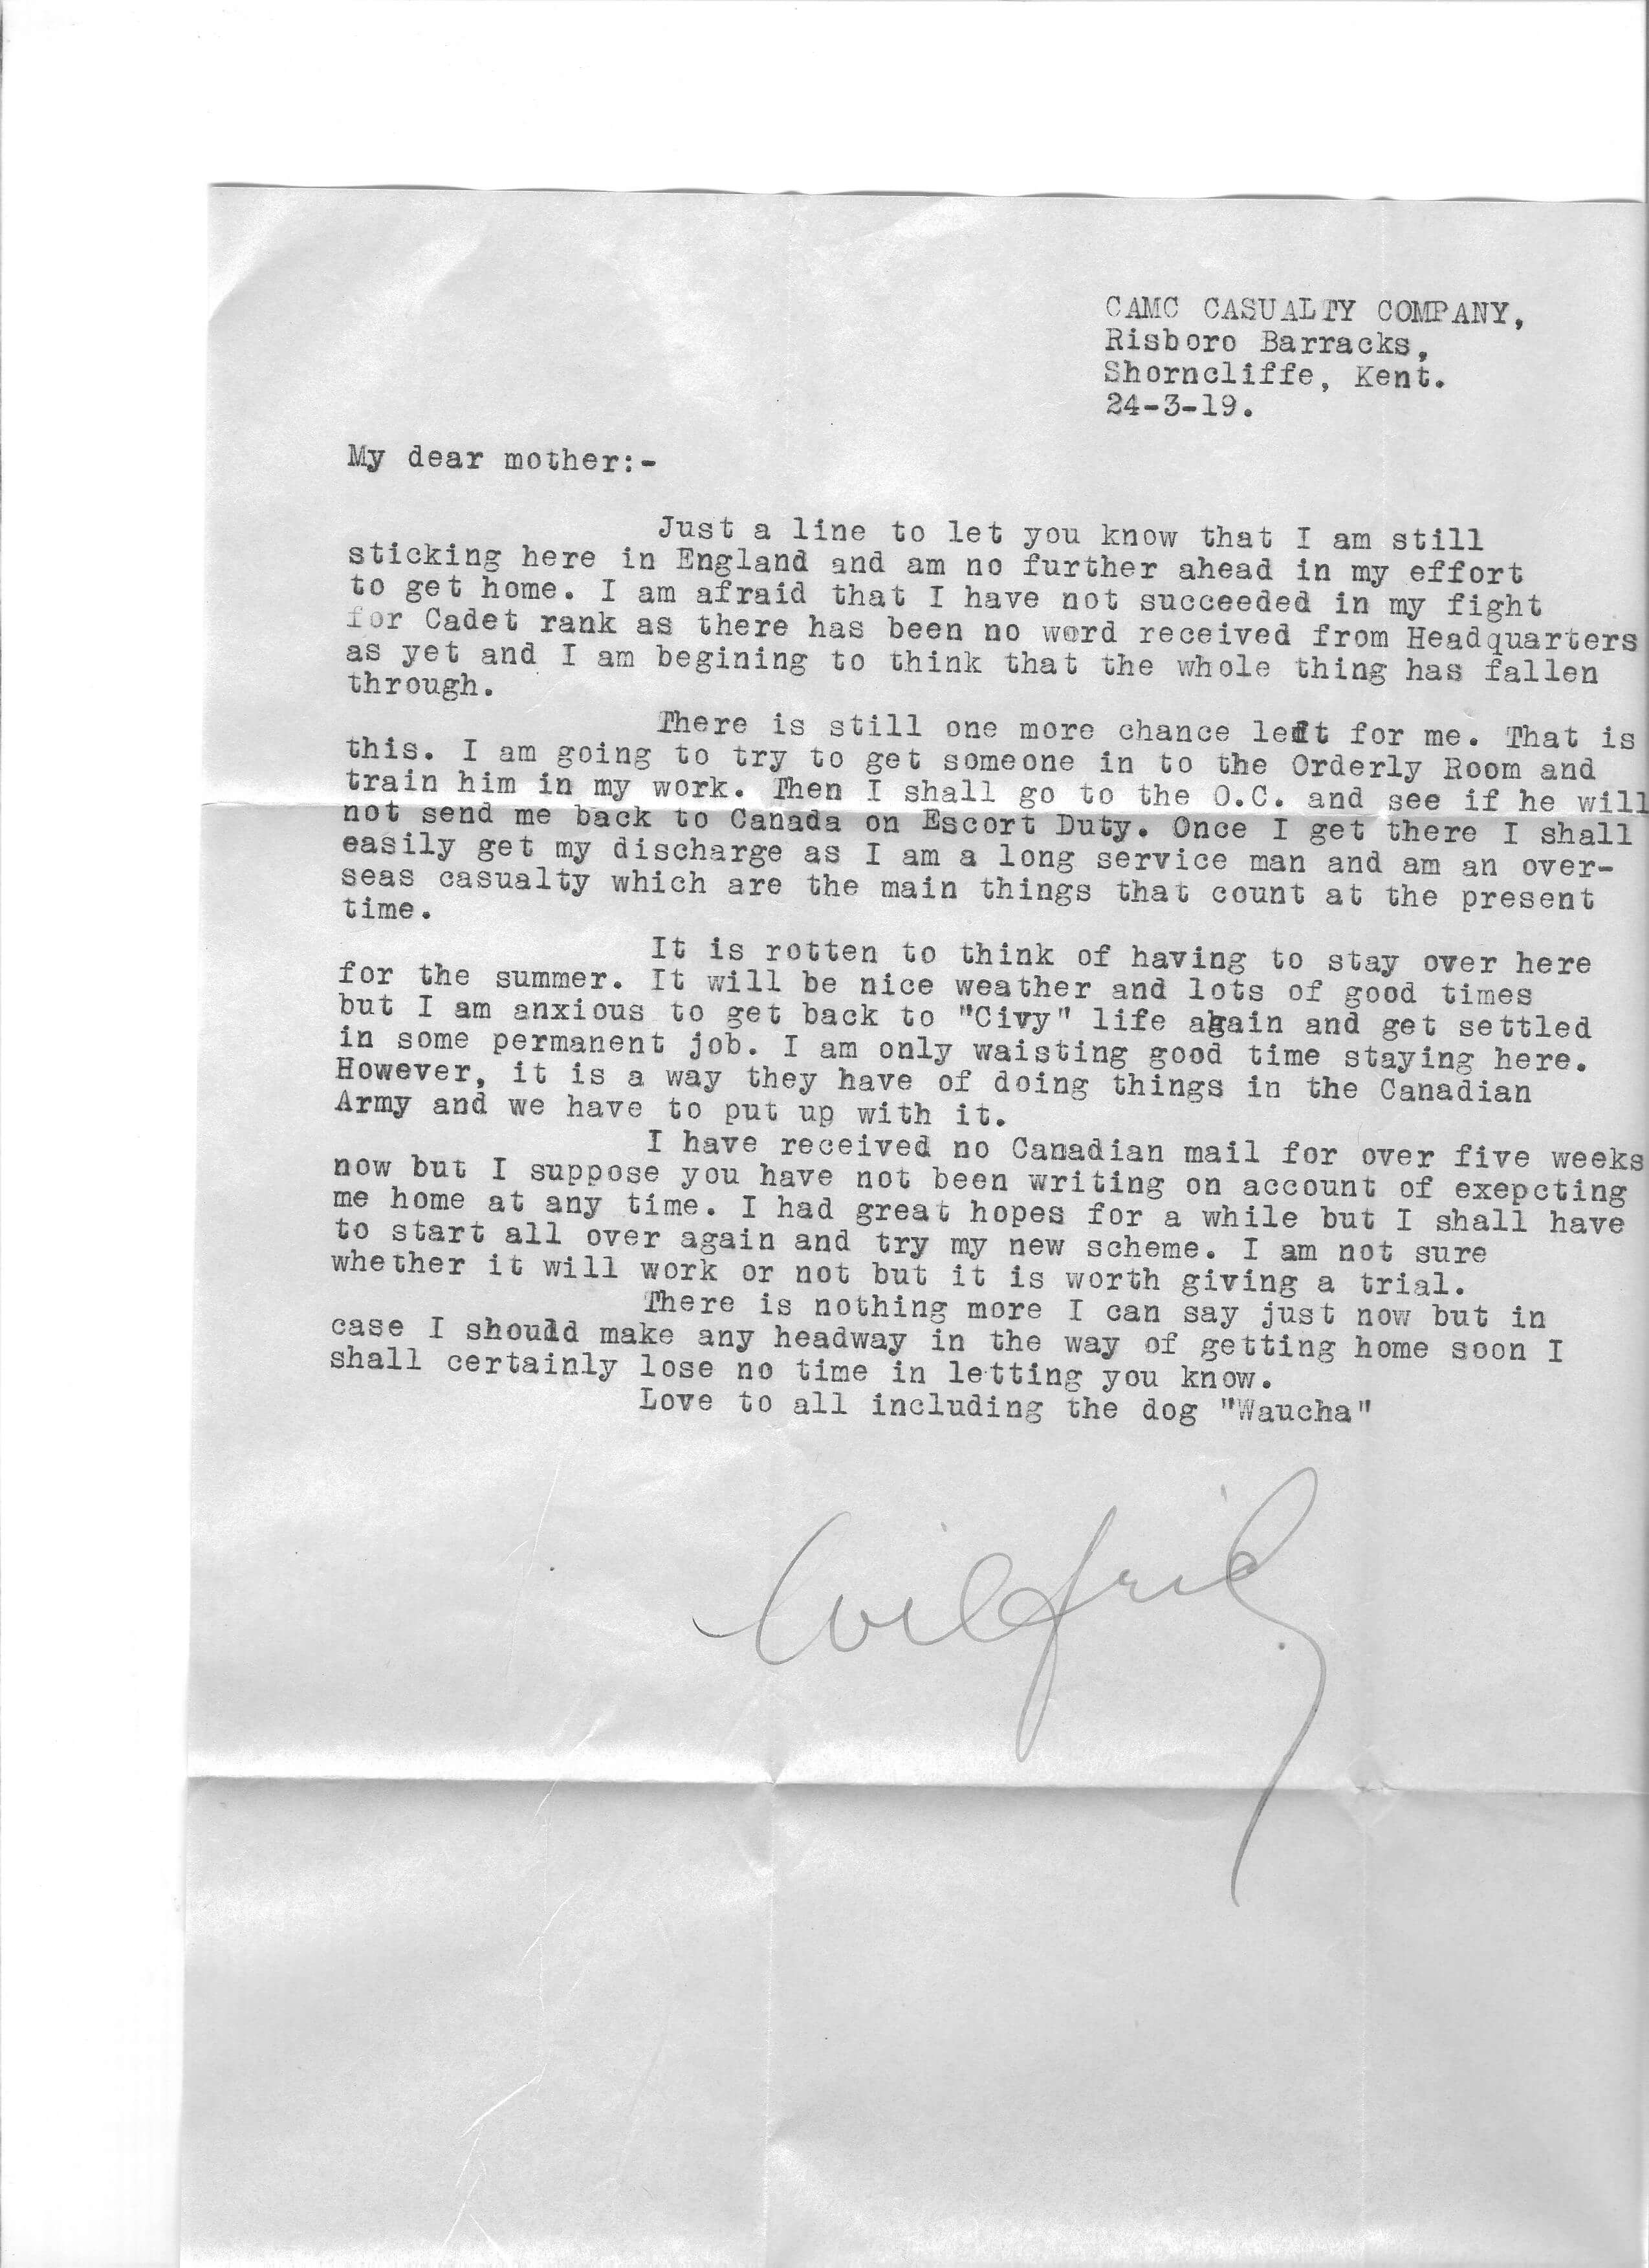 CAMC CASUALTY COMPANY,
Risboro Barracks,
Shorncliffe, Kent.
24-3-19.
My dear mother:-
Just a line to let you know that I am still
sticking here in England and am no further ahead in my effort
to get home. I am afraid that I have not succeeded in my fight
for Cadet rank as there has been no word received from Headquarters
as yet and I am begining to think that the whole thing has fallen
through.
There is still one more chance left for me. That is
this. I am going to try to get someone in to the Orderly Room and
train him in my work. Then I shall go to the O.C. and see if he will
not send me back to Canada on Escort Duty. Once I get there I shall
easily get my discharge as I am a long service man and am an over-
seas casualty which are the main things that count at the present
time.
It is rotten to think of having to stay over here
for the summer. It will be nice weather and lots of good times
but I am anxious to get back to "Civy" life again and get settled
in some permanent job. I am only waisting good time staying here.
However, it is a way they have of doing things in the Canadian
Army and we have to put up with it.
I have received no Canadian mail for over five weeks
now but I suppose you have not been writing on account of exepcting
me home at any time. I had great hopes for a while but I shall have
to start all over again and try my new scheme. I am not sure
whether it will work or not but it is worth giving a trial.
There is nothing more I can say just now but in
case I should make any headway in the way of getting home soon I
shall certainly lose no time in letting you know.
Love to all including the dog "Waucha"
Wilfrid